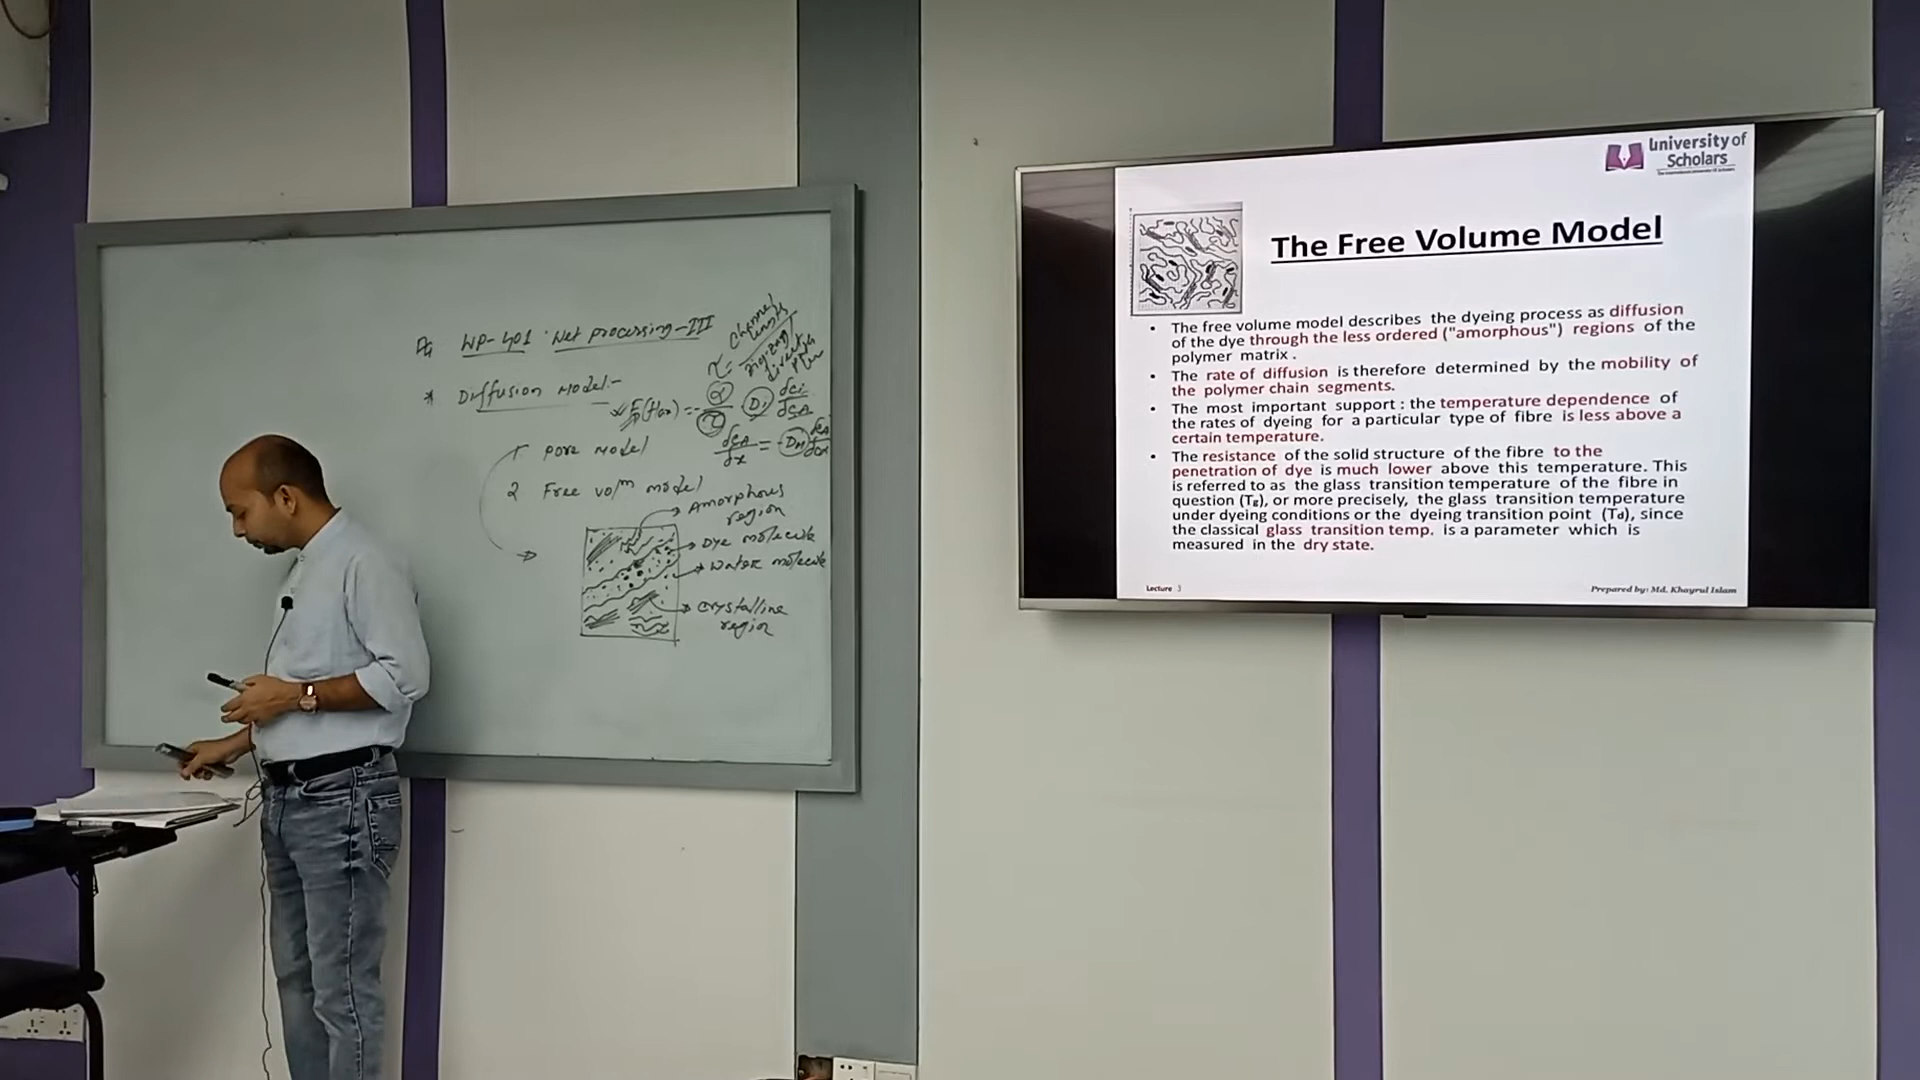 WP-401 Wet Processing-III
* Diffusion Model:-
1 Pore Model
2 Free vol^m model
Amorphous
region
Dye molecule
Water molecule
Crystalline
region
University of
Scholars
The Free Volume Model
• The free volume model describes the dyeing process as diffusion
of the dye through the less ordered ("amorphous") regions of the
polymer matrix .
• The rate of diffusion is therefore determined by the mobility of
the polymer chain segments.
• The most important support : the temperature dependence of
the rates of dyeing for a particular type of fibre is less above a
certain temperature.
• The resistance of the solid structure of the fibre to the
penetration of dye is much lower above this temperature. This
is referred to as the glass transition temperature of the fibre in
question (Tg), or more precisely, the glass transition temperature
under dyeing conditions or the dyeing transition point (Td), since
the classical glass transition temp. is a parameter which is
measured in the dry state.
Lecture 3
Prepared by: Md. Khayrul Islam